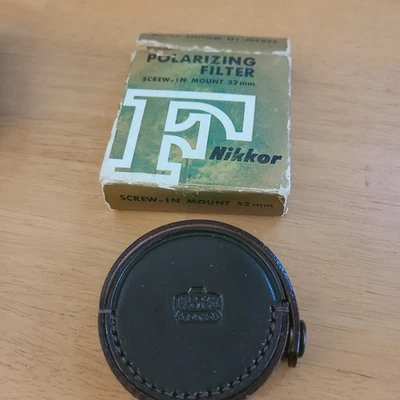 POLARIZING
FILTER
SCREW-IN MOUNT 52mm
F
Nikkor
SCREW-IN MOUNT 52mm